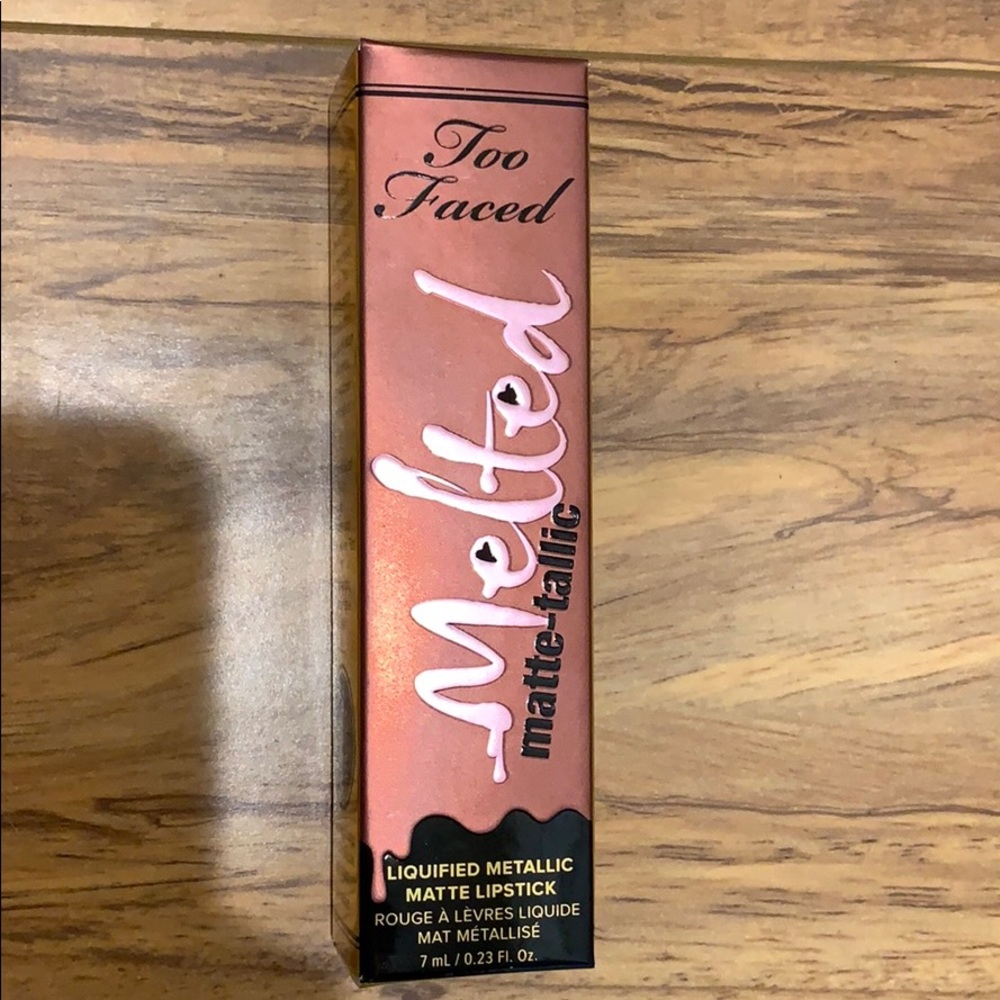 Too
Faced
Melted
matte-tallic
LIQUIFIED METALLIC
MATTE LIPSTICK
ROUGE À LÈVRES LIQUIDE
MAT MÉTALLISÉ
7 mL / 0.23 Fl. Oz.